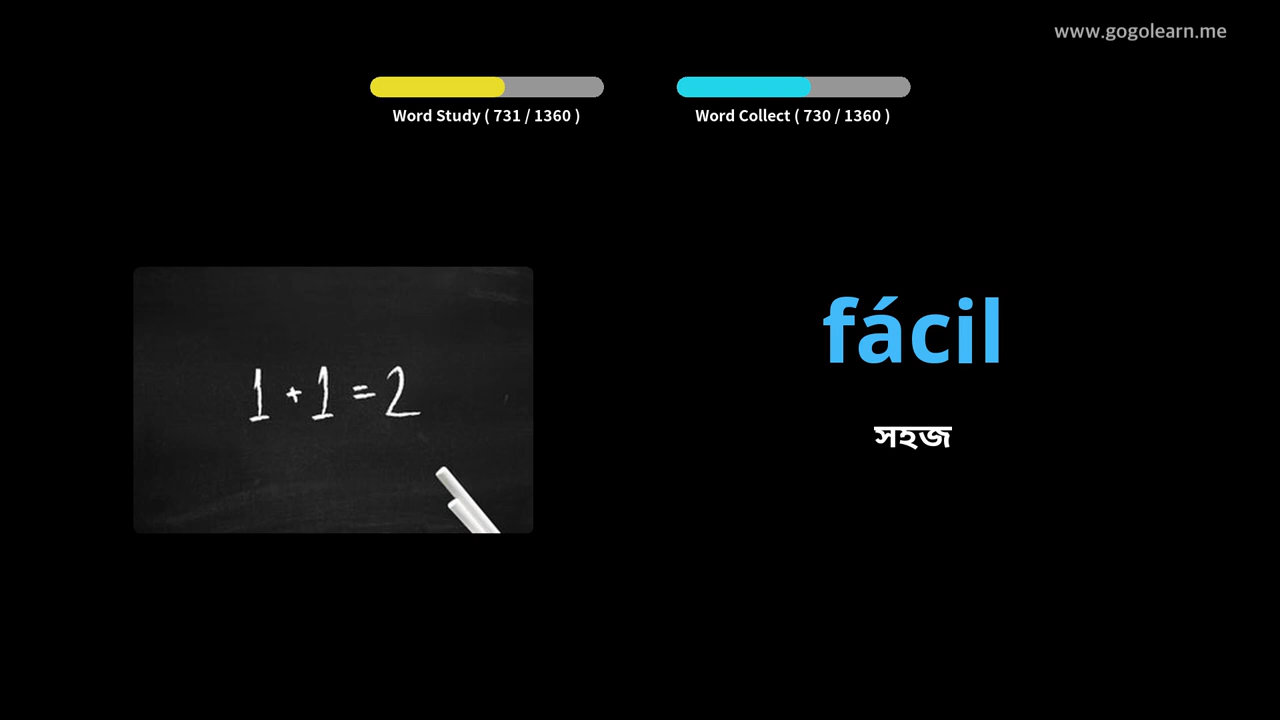 www.gogolearn.me
Word Study ( 731 / 1360 )
Word Collect ( 730 / 1360 )
1 + 1 = 2
fácil
সহজ